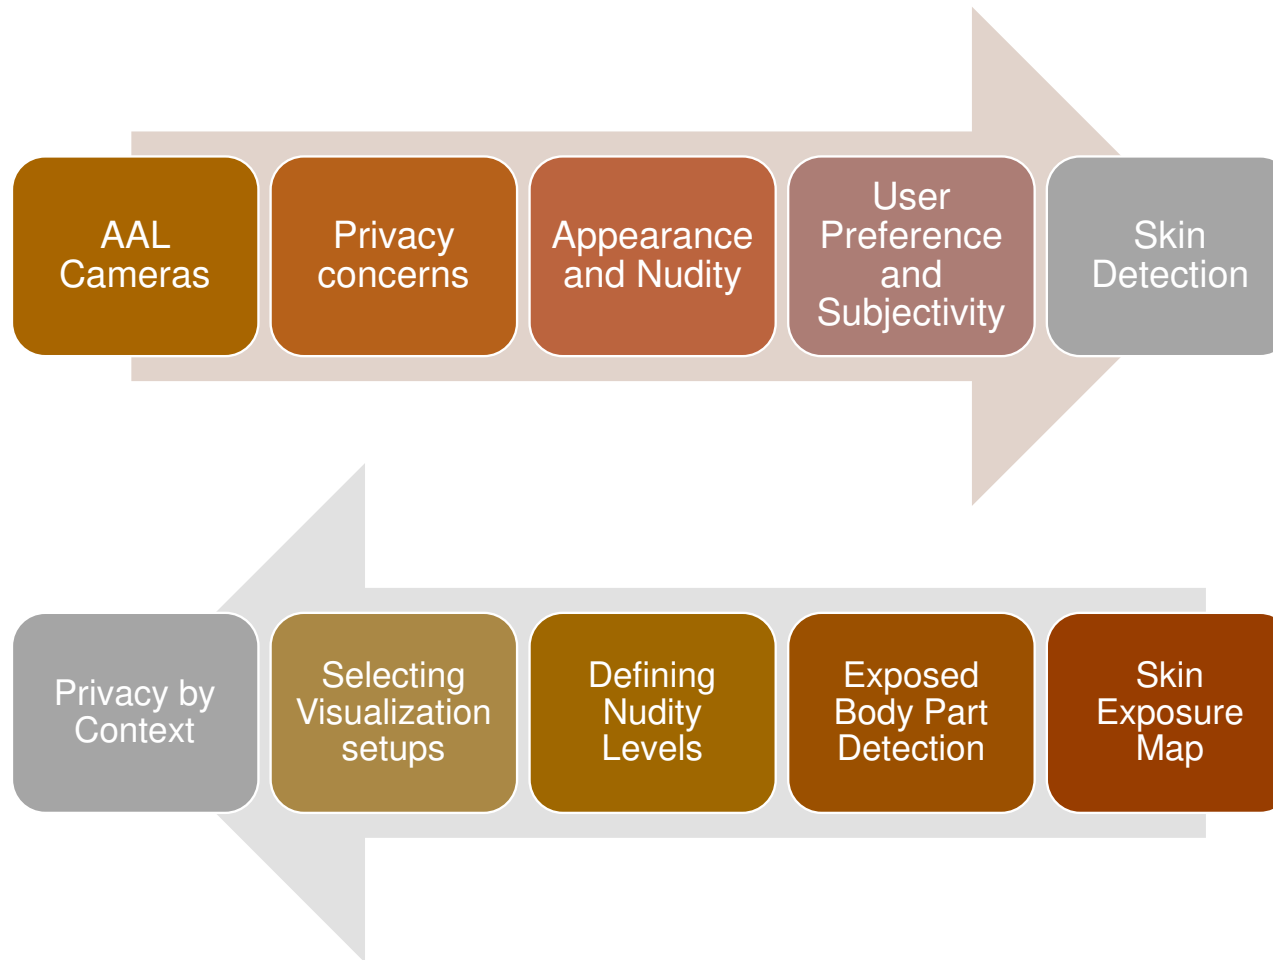 AAL
Cameras
Privacy
concerns
Appearance
and Nudity
User
Preference
and
Subjectivity
Skin
Detection
Privacy by
Context
Selecting
Visualization
setups
Defining
Nudity
Levels
Exposed
Body Part
Detection
Skin
Exposure
Map